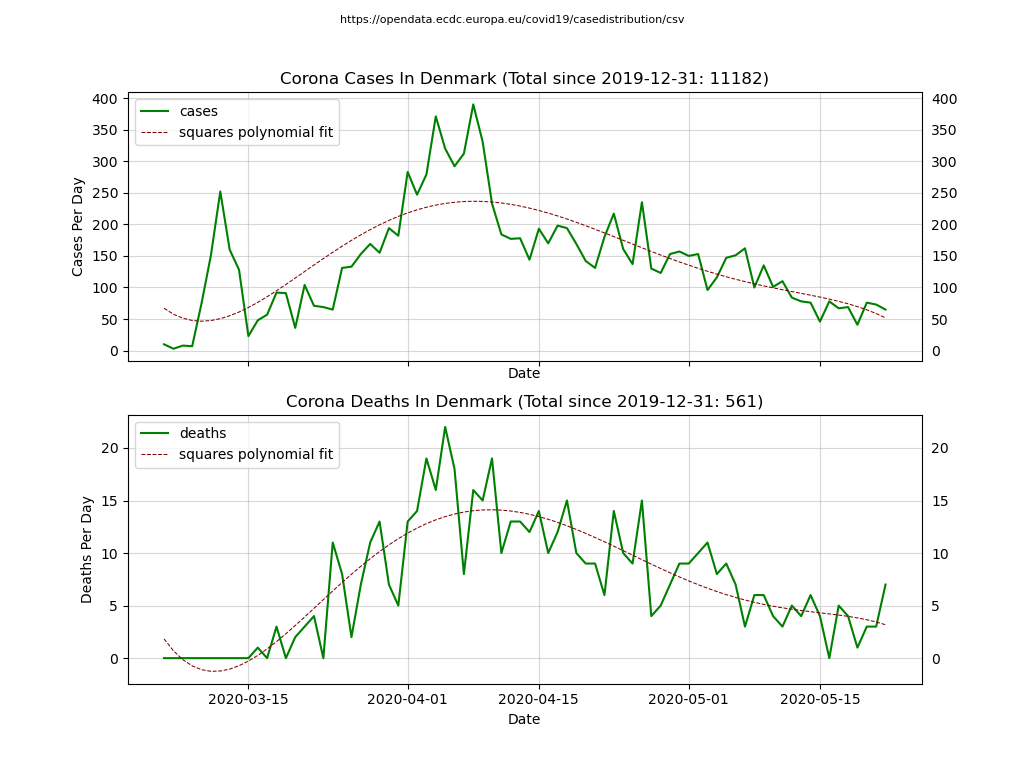 https://opendata.ecdc.europa.eu/covid19/casedistribution/csv
Corona Cases In Denmark (Total since 2019-12-31: 11182)
cases
squares polynomial fit
Cases Per Day
400 400
350 350
300 300
250 250
200 200
150 150
100 100
50 50
0 0
Date
Corona Deaths In Denmark (Total since 2019-12-31: 561)
deaths
squares polynomial fit
Deaths Per Day
20 20
15 15
10 10
5 5
0 0
2020-03-15 2020-04-01 2020-04-15 2020-05-01 2020-05-15
Date